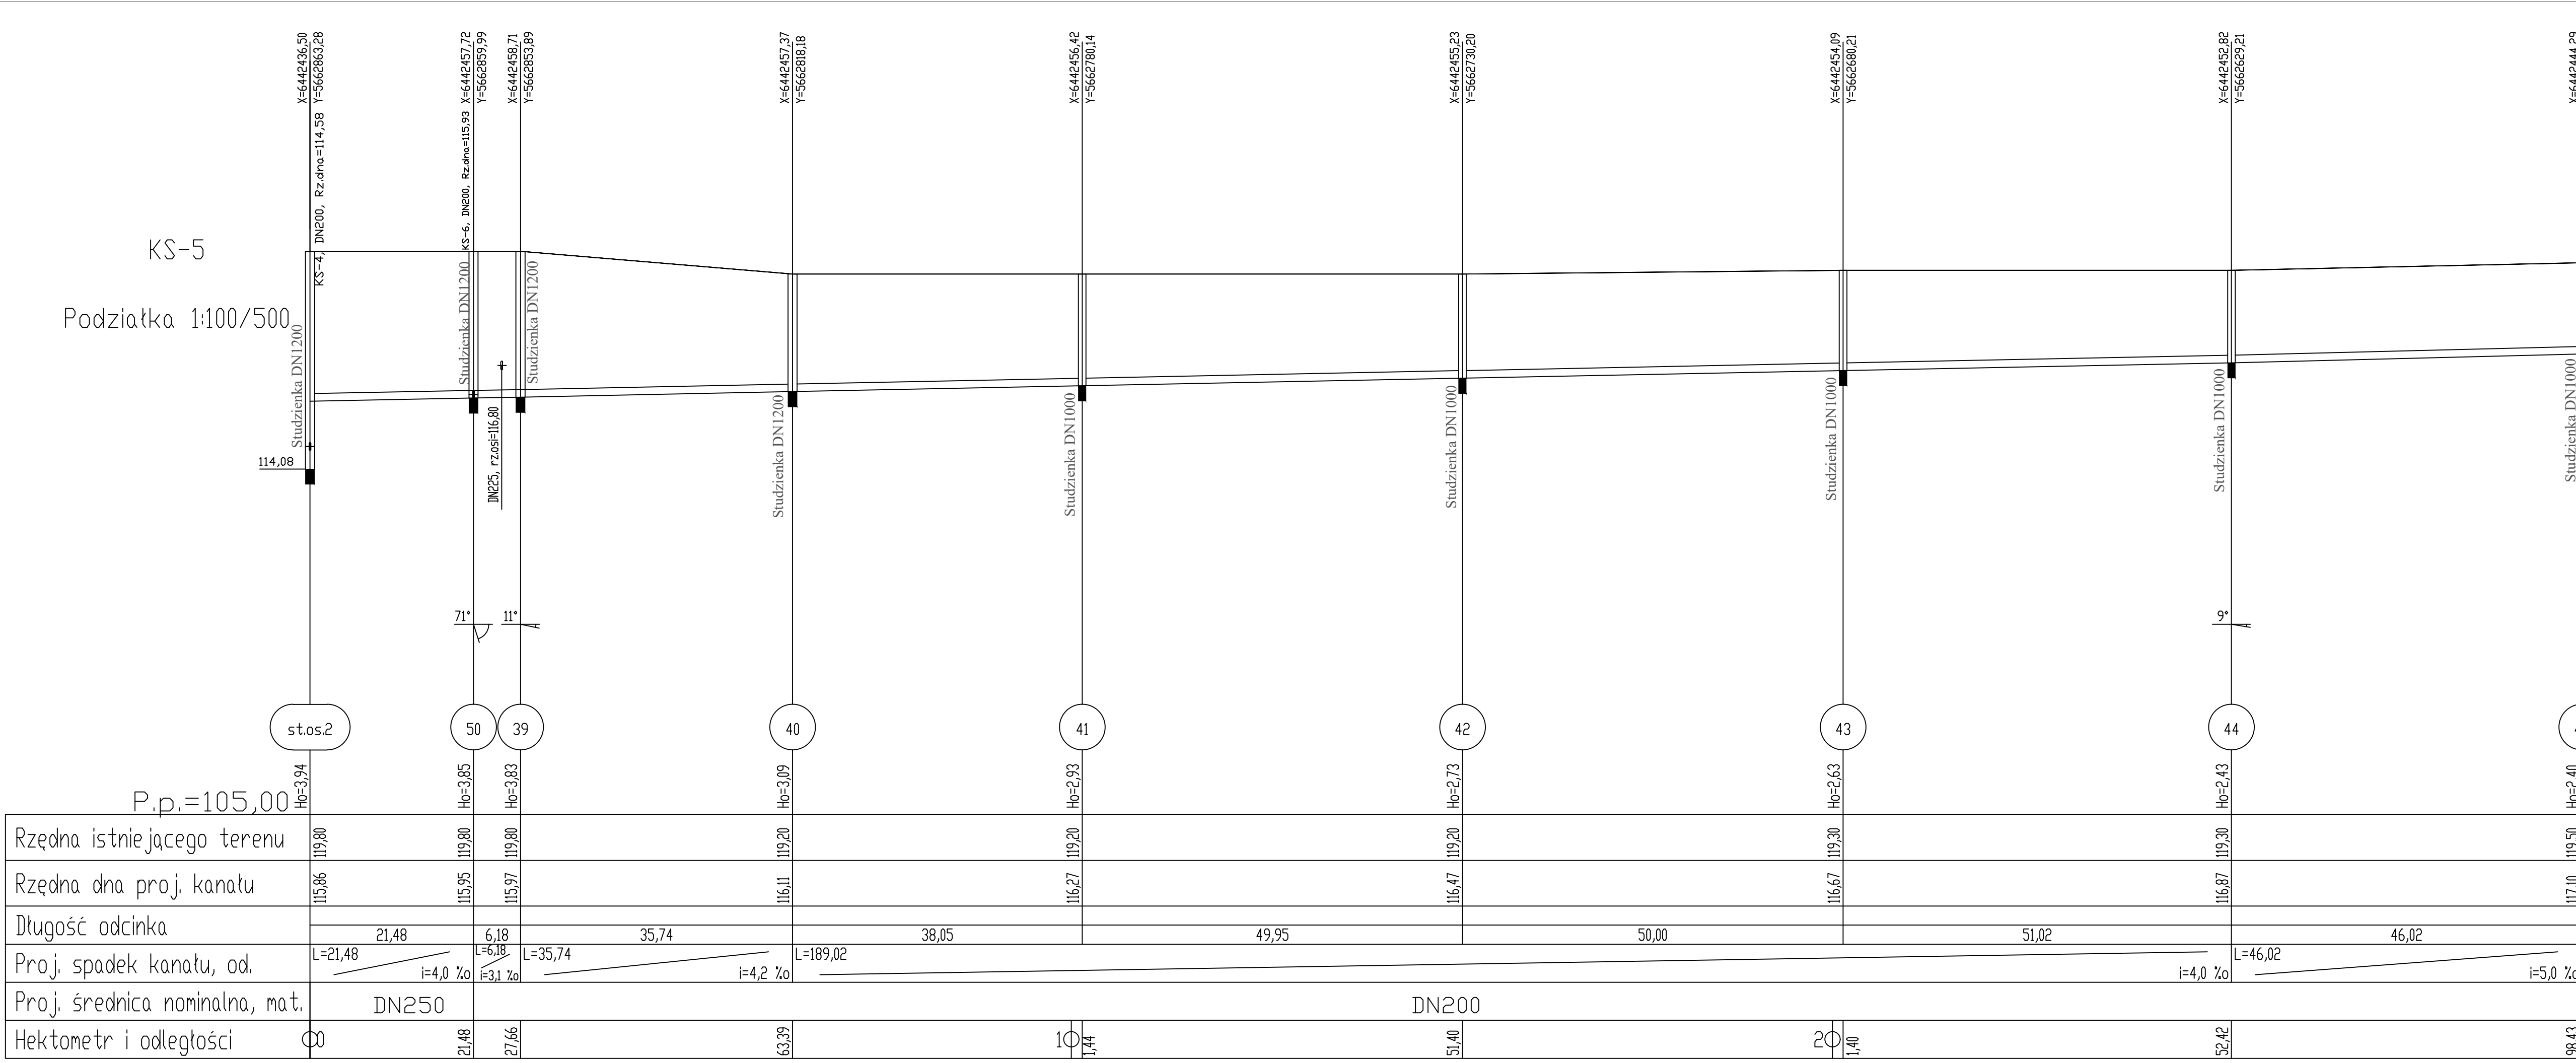 X=6442436,50
Y=5662863,28
X=6442457,72
Y=5662859,99
X=6442458,71
Y=5662853,89
X=6442457,37
Y=5662818,18
X=6442456,42
Y=5662780,14
X=6442455,23
Y=5662730,20
X=6442454,09
Y=5662680,21
X=6442452,82
Y=5662629,21
X=6442444,29
KS-4, DN200, Rz.dna=114,58
KS-6, DN200, Rz.dna=115,93
KS-5
Podziałka 1:100/500
Studzienka DN1200
Studzienka DN1200
Studzienka DN1200
Studzienka DN1200
Studzienka DN1000
Studzienka DN1000
Studzienka DN1000
Studzienka DN1000
Studzienka DN1000
DN225, rz.osi=116,80
114,08
71°
11°
9°
st.os.2
50
39
40
41
42
43
44
P.p.=105,00
Ho=3,94
Ho=3,85
Ho=3,83
Ho=3,09
Ho=2,93
Ho=2,73
Ho=2,63
Ho=2,43
Ho=2,40
Rzędna istniejącego terenu
119,80
119,80
119,80
119,20
119,20
119,20
119,30
119,30
119,50
Rzędna dna proj. kanału
115,86
115,95
115,97
116,11
116,27
116,47
116,67
116,87
117,10
Długość odcinka
21,48
6,18
35,74
38,05
49,95
50,00
51,02
46,02
Proj. spadek kanału, od.
L=21,48
i=4,0 ‰
L=6,18
i=3,1 ‰
L=35,74
i=4,2 ‰
L=189,02
i=4,0 ‰
L=46,02
i=5,0 ‰
Proj. średnica nominalna, mat.
DN250
DN200
Hektometr i odległości
0
21,48
27,66
63,39
1
1,44
51,40
2
1,40
52,42
98,43